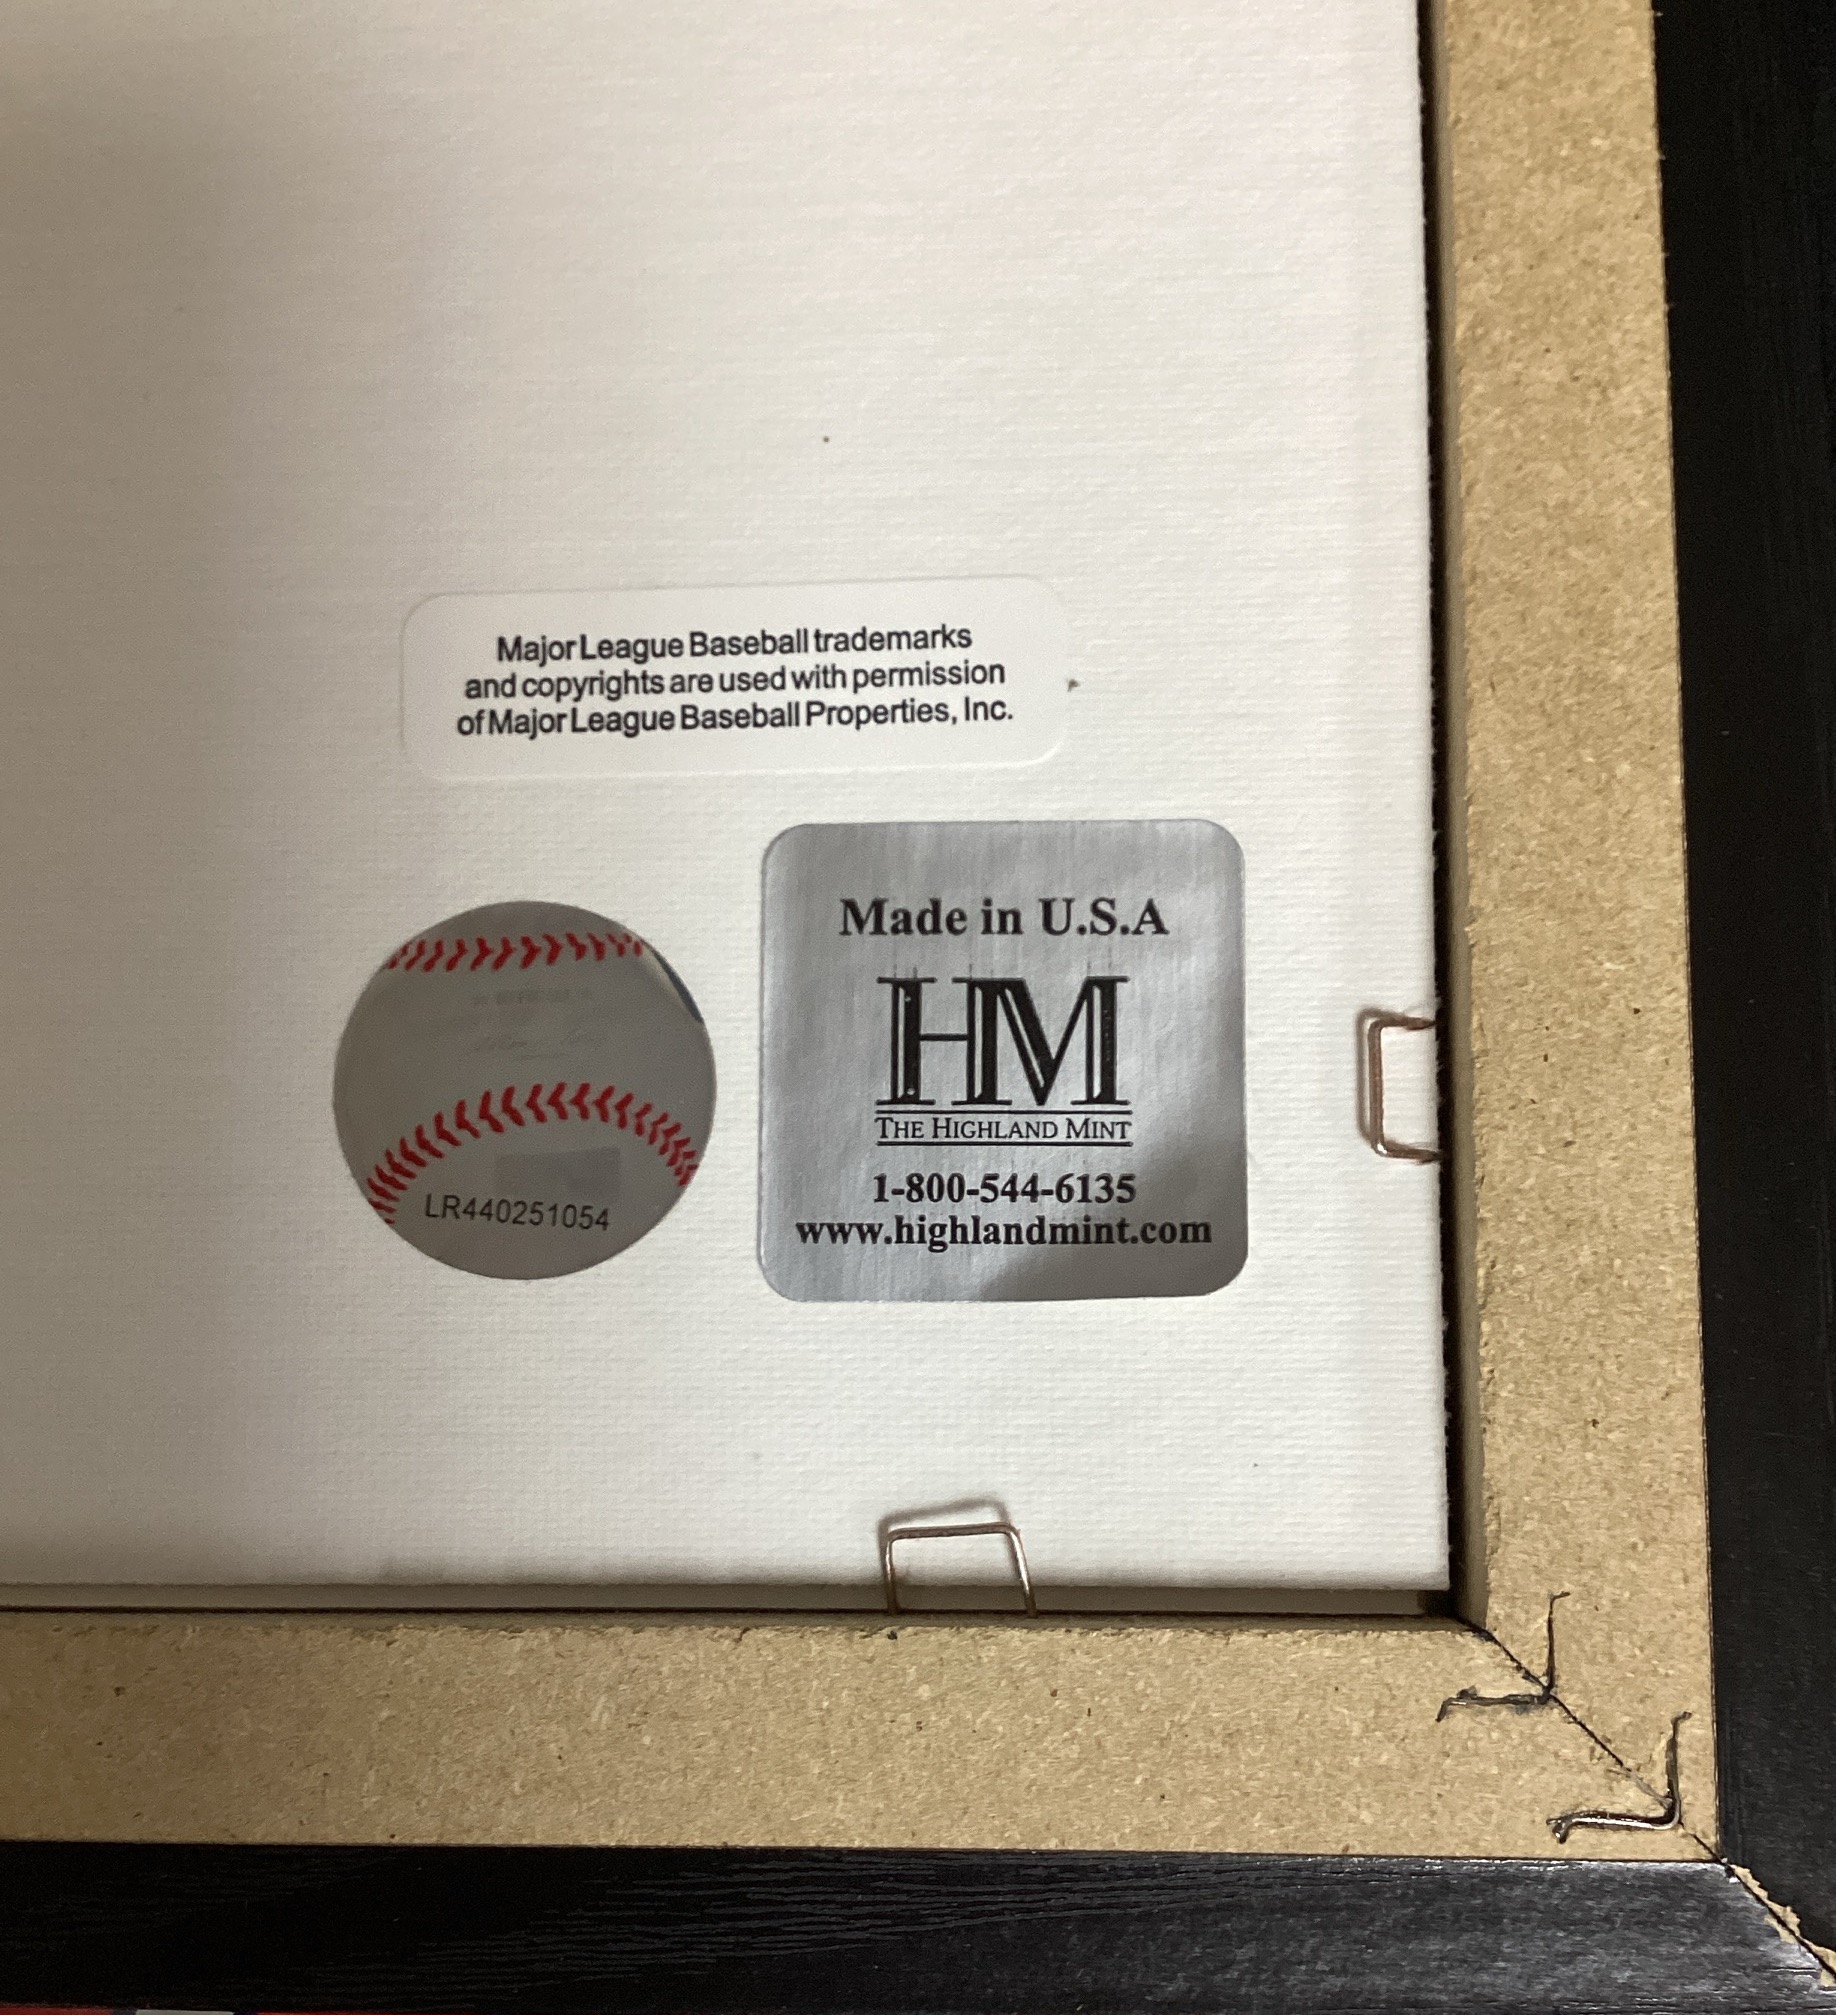 Major League Baseball trademarks
and copyrights are used with permission
of Major League Baseball Properties, Inc.
Made in U.S.A
HM
THE HIGHLAND MINT
1-800-544-6135
www.highlandmint.com
LR440251054